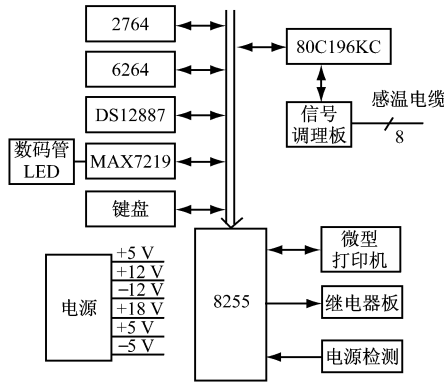 2764
80C196KC
6264
DS12887
信号
调理板
感温电缆
8
数码管
LED
MAX7219
键盘
电源
+5 V
+12 V
−12 V
+18 V
+5 V
−5 V
8255
微型
打印机
继电器板
电源检测